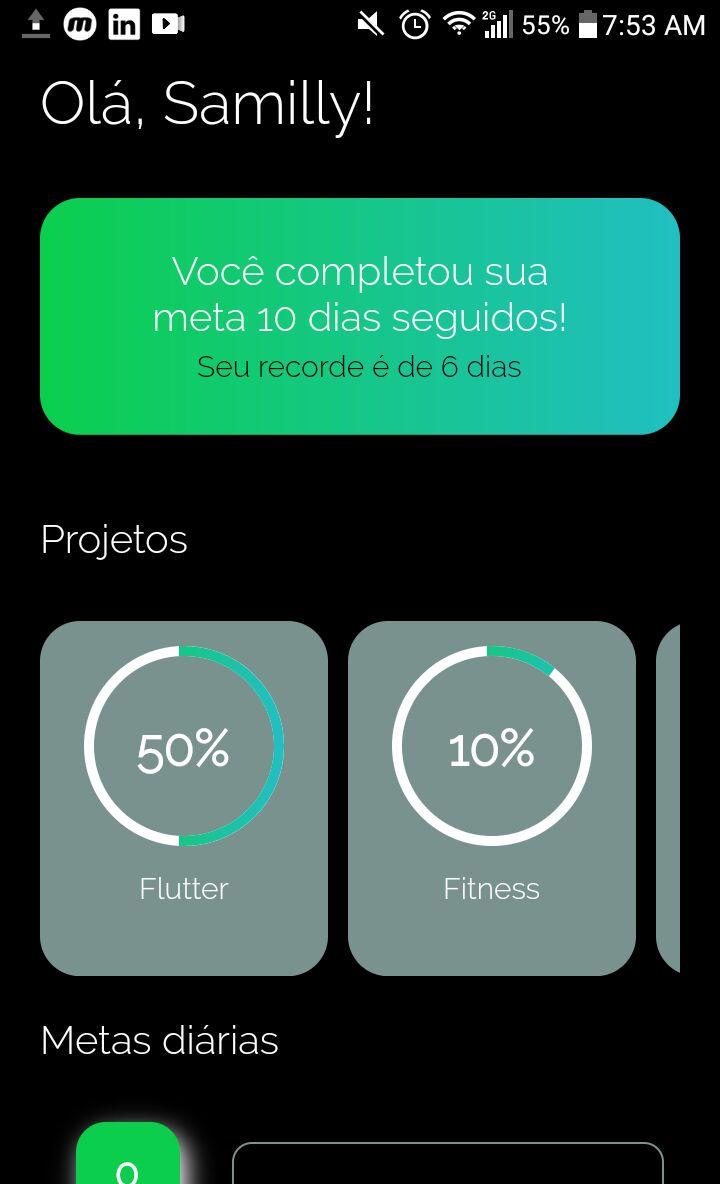 2G 55% 7:53 AM
Olá, Samilly!
Você completou sua
meta 10 dias seguidos!
Seu recorde é de 6 dias
Projetos
50% 10%
Flutter Fitness
Metas diárias